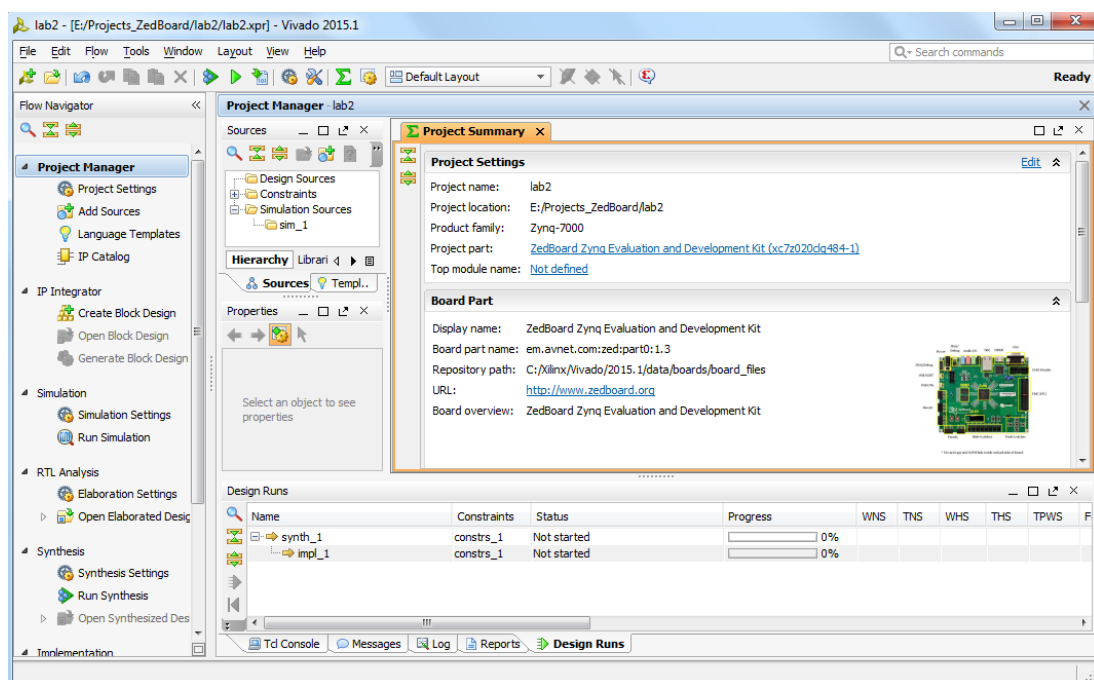 lab2 - [E:/Projects_ZedBoard/lab2/lab2.xpr] - Vivado 2015.1
File Edit Flow Tools Window Layout View Help
Search commands
Default Layout
Ready
Flow Navigator
Project Manager
Project Settings
Add Sources
Language Templates
IP Catalog
IP Integrator
Create Block Design
Open Block Design
Generate Block Design
Simulation
Simulation Settings
Run Simulation
RTL Analysis
Elaboration Settings
Open Elaborated Desig
Synthesis
Synthesis Settings
Run Synthesis
Open Synthesized Des
Implementation
Project Manager - lab2
Sources
Design Sources
Constraints
Simulation Sources
sim_1
Hierarchy Librari
Sources Templ..
Properties
Select an object to see
properties
Project Summary
Project Settings Edit
Project name: lab2
Project location: E:/Projects_ZedBoard/lab2
Product family: Zynq-7000
Project part: ZedBoard Zynq Evaluation and Development Kit (xc7z020clg484-1)
Top module name: Not defined
Board Part
Display name: ZedBoard Zynq Evaluation and Development Kit
Board part name: em.avnet.com:zed:part0:1.3
Repository path: C:/Xilinx/Vivado/2015.1/data/boards/board_files
URL: http://www.zedboard.org
Board overview: ZedBoard Zynq Evaluation and Development Kit
Design Runs
Name Constraints Status Progress WNS TNS WHS THS TPWS F
synth_1 constrs_1 Not started 0%
impl_1 constrs_1 Not started 0%
Tcl Console Messages Log Reports Design Runs